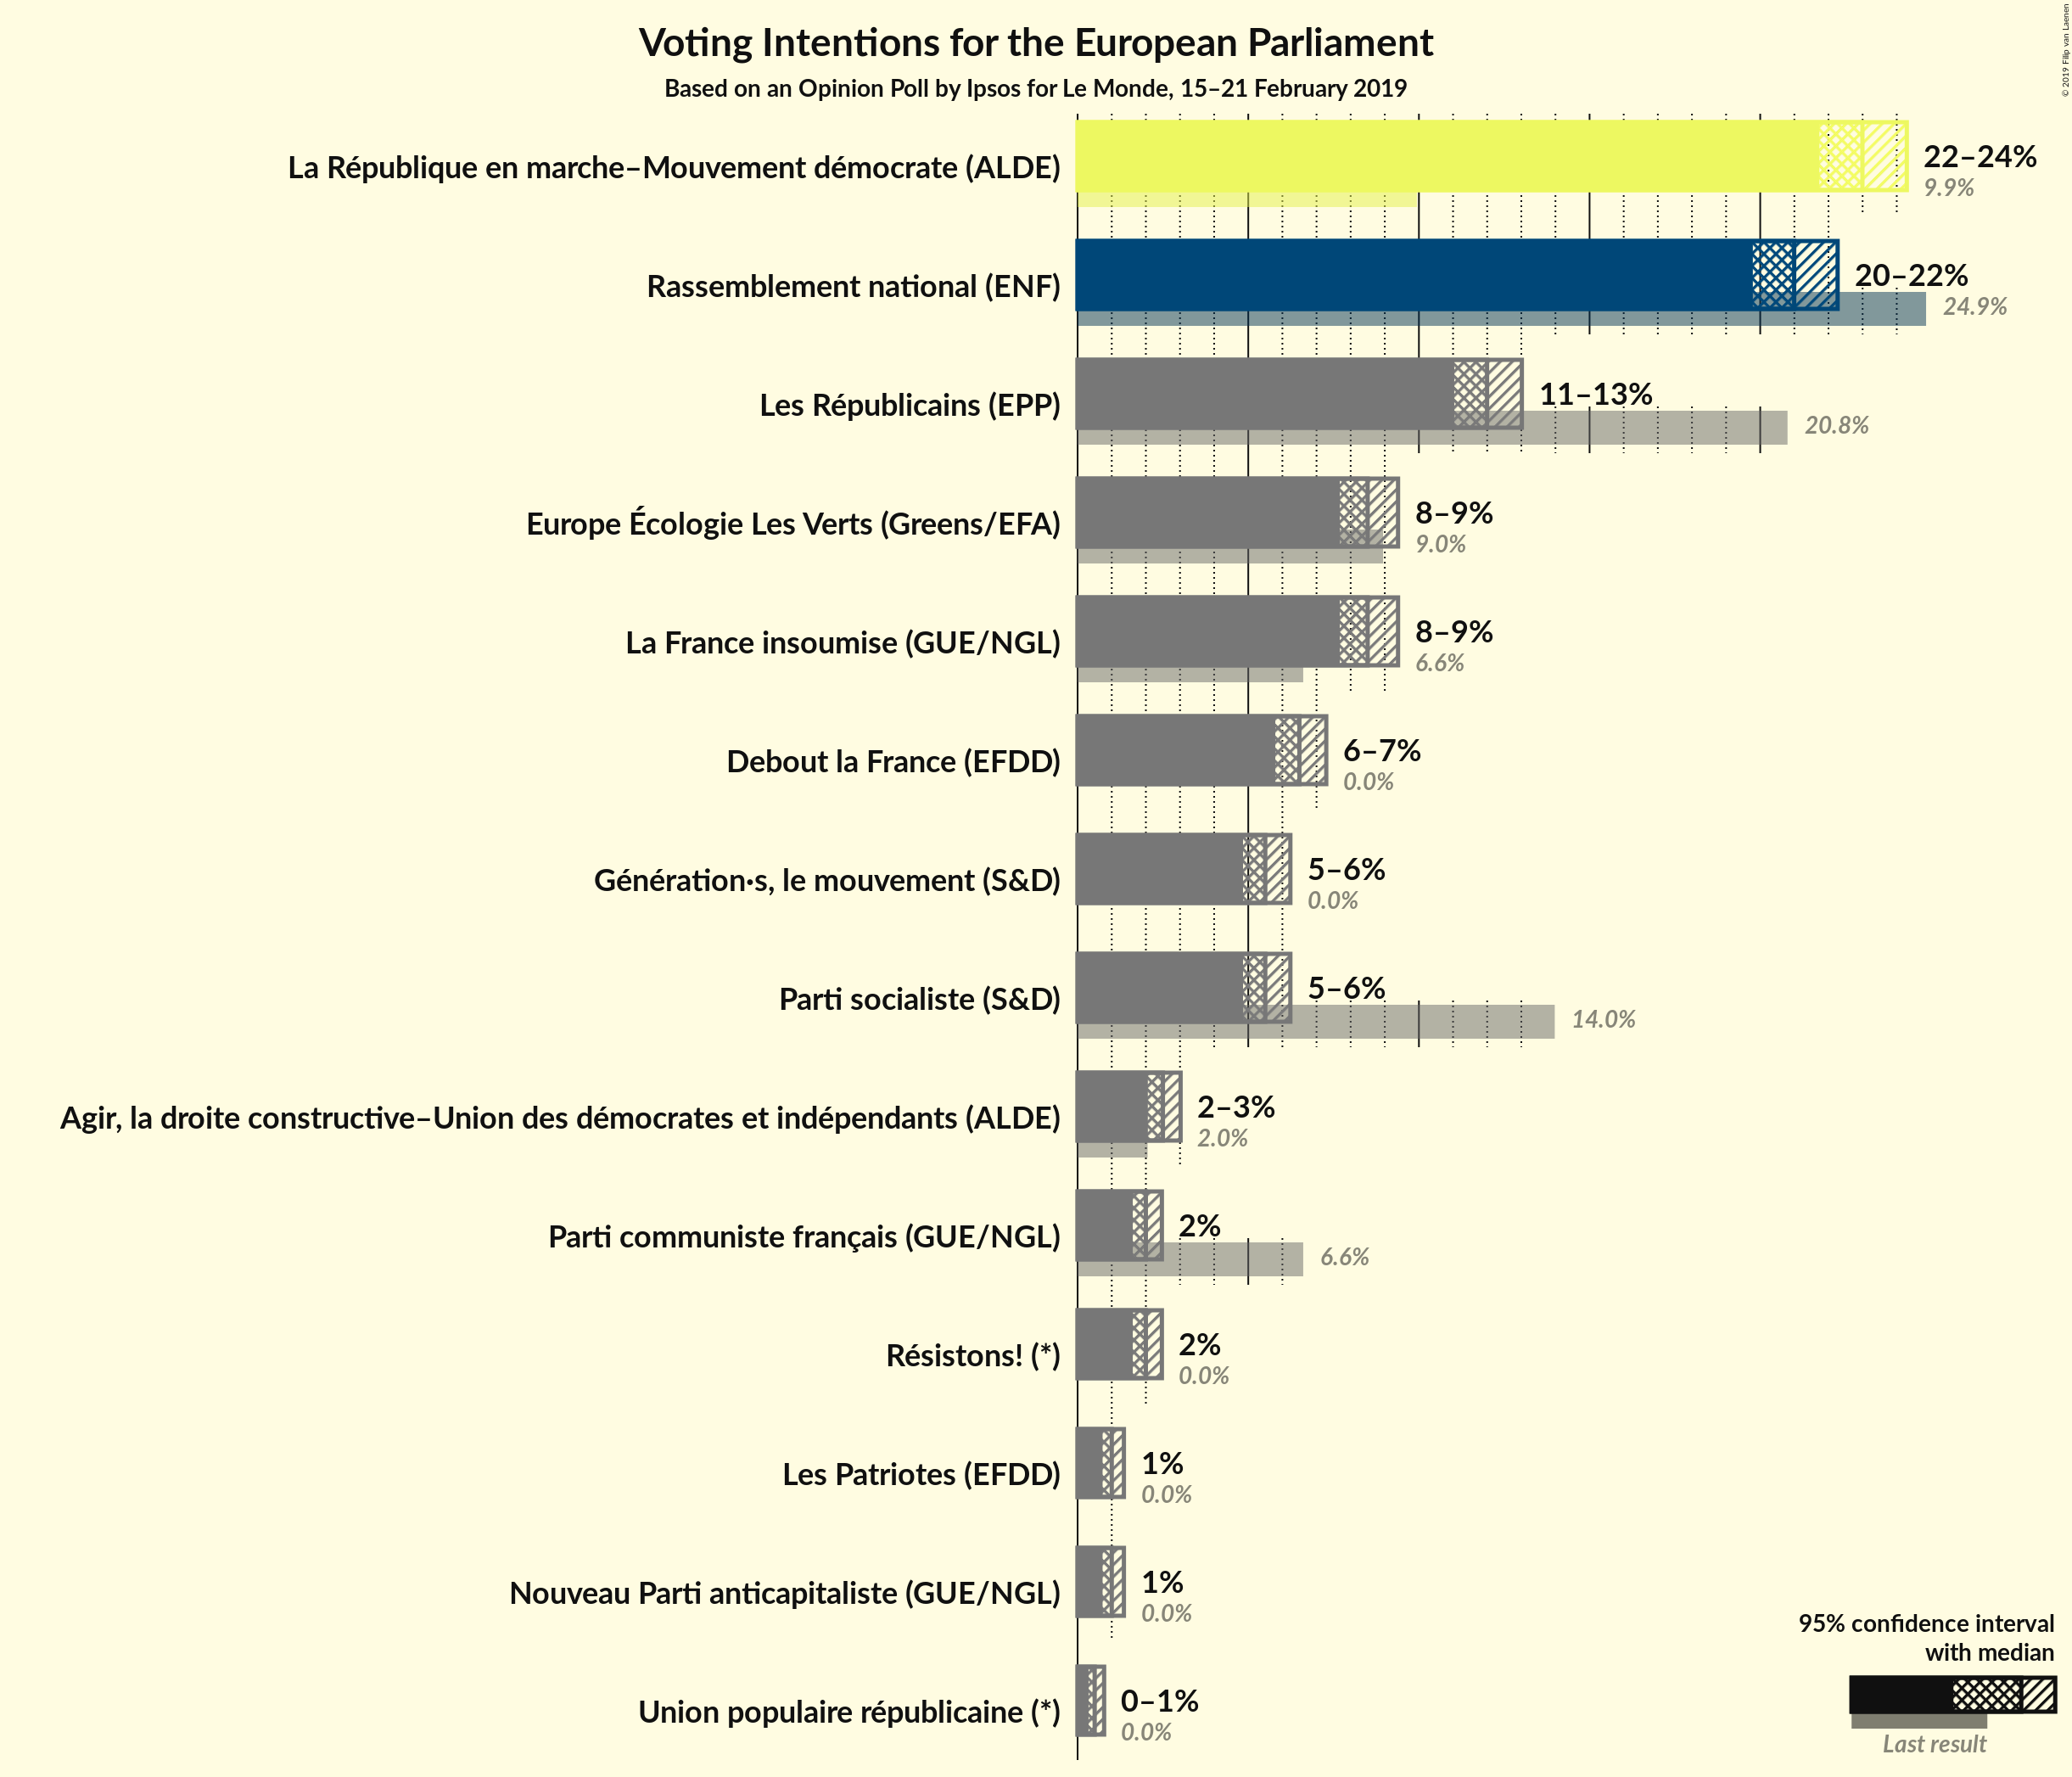 Voting Intentions for the European Parliament
Based on an Opinion Poll by Ipsos for Le Monde, 15–21 February 2019
© 2019 Filip van Laenen
La République en marche–Mouvement démocrate (ALDE)
22–24%
9.9%
Rassemblement national (ENF)
20–22%
24.9%
Les Républicains (EPP)
11–13%
20.8%
Europe Écologie Les Verts (Greens/EFA)
8–9%
9.0%
La France insoumise (GUE/NGL)
8–9%
6.6%
Debout la France (EFDD)
6–7%
0.0%
Génération·s, le mouvement (S&D)
5–6%
0.0%
Parti socialiste (S&D)
5–6%
14.0%
Agir, la droite constructive–Union des démocrates et indépendants (ALDE)
2–3%
2.0%
Parti communiste français (GUE/NGL)
2%
6.6%
Résistons! (*)
2%
0.0%
Les Patriotes (EFDD)
1%
0.0%
Nouveau Parti anticapitaliste (GUE/NGL)
1%
0.0%
Union populaire républicaine (*)
0–1%
0.0%
95% confidence interval
with median
Last result